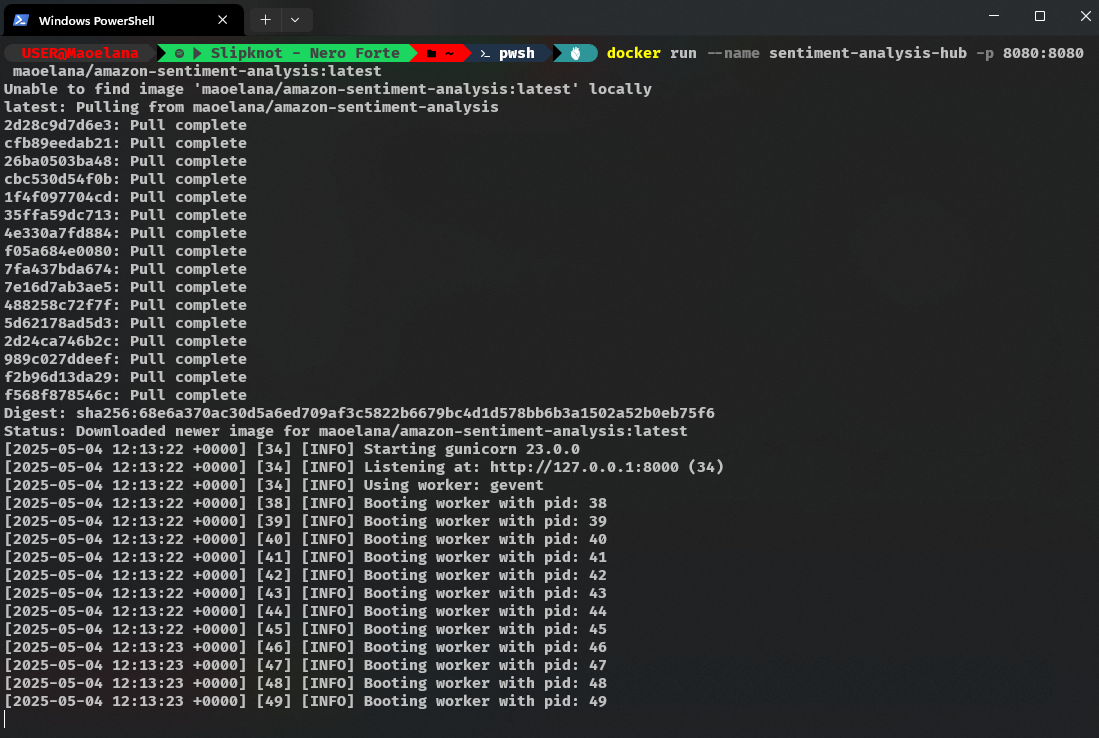 Windows PowerShell
USER@Maoelana Slipknot - Nero Forte ~ pwsh docker run --name sentiment-analysis-hub -p 8080:8080
maoelana/amazon-sentiment-analysis:latest
Unable to find image 'maoelana/amazon-sentiment-analysis:latest' locally
latest: Pulling from maoelana/amazon-sentiment-analysis
2d28c9d7d6e3: Pull complete
cfb89eedab21: Pull complete
26ba0503ba48: Pull complete
cbc530d54f0b: Pull complete
1f4f097704cd: Pull complete
35ffa59dc713: Pull complete
4e330a7fd884: Pull complete
f05a684e0080: Pull complete
7fa437bda674: Pull complete
7e16d7ab3ae5: Pull complete
488258c72f7f: Pull complete
5d62178ad5d3: Pull complete
2d24ca746b2c: Pull complete
989c027ddeef: Pull complete
f2b96d13da29: Pull complete
f568f878546c: Pull complete
Digest: sha256:68e6a370ac30d5a6ed709af3c5822b6679bc4d1d578bb6b3a1502a52b0eb75f6
Status: Downloaded newer image for maoelana/amazon-sentiment-analysis:latest
[2025-05-04 12:13:22 +0000] [34] [INFO] Starting gunicorn 23.0.0
[2025-05-04 12:13:22 +0000] [34] [INFO] Listening at: http://127.0.0.1:8000 (34)
[2025-05-04 12:13:22 +0000] [34] [INFO] Using worker: gevent
[2025-05-04 12:13:22 +0000] [38] [INFO] Booting worker with pid: 38
[2025-05-04 12:13:22 +0000] [39] [INFO] Booting worker with pid: 39
[2025-05-04 12:13:22 +0000] [40] [INFO] Booting worker with pid: 40
[2025-05-04 12:13:22 +0000] [41] [INFO] Booting worker with pid: 41
[2025-05-04 12:13:22 +0000] [42] [INFO] Booting worker with pid: 42
[2025-05-04 12:13:22 +0000] [43] [INFO] Booting worker with pid: 43
[2025-05-04 12:13:22 +0000] [44] [INFO] Booting worker with pid: 44
[2025-05-04 12:13:22 +0000] [45] [INFO] Booting worker with pid: 45
[2025-05-04 12:13:23 +0000] [46] [INFO] Booting worker with pid: 46
[2025-05-04 12:13:23 +0000] [47] [INFO] Booting worker with pid: 47
[2025-05-04 12:13:23 +0000] [48] [INFO] Booting worker with pid: 48
[2025-05-04 12:13:23 +0000] [49] [INFO] Booting worker with pid: 49